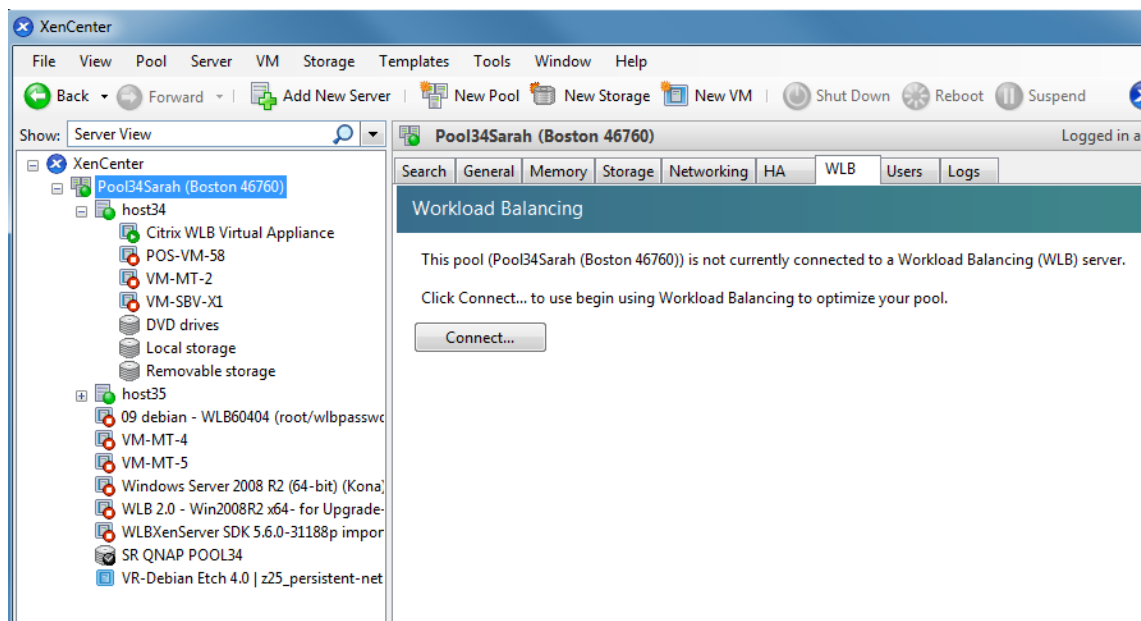 XenCenter
File View Pool Server VM Storage Templates Tools Window Help
Back Forward Add New Server New Pool New Storage New VM Shut Down Reboot Suspend
Show: Server View
Pool34Sarah (Boston 46760) Logged in a
XenCenter
Pool34Sarah (Boston 46760)
host34
Citrix WLB Virtual Appliance
POS-VM-58
VM-MT-2
VM-SBV-X1
DVD drives
Local storage
Removable storage
host35
09 debian - WLB60404 (root/wlbpasswc
VM-MT-4
VM-MT-5
Windows Server 2008 R2 (64-bit) (Kona)
WLB 2.0 - Win2008R2 x64- for Upgrade-
WLBXenServer SDK 5.6.0-31188p impor
SR QNAP POOL34
VR-Debian Etch 4.0 | z25_persistent-net
Search General Memory Storage Networking HA WLB Users Logs
Workload Balancing
This pool (Pool34Sarah (Boston 46760)) is not currently connected to a Workload Balancing (WLB) server.
Click Connect... to use begin using Workload Balancing to optimize your pool.
Connect...